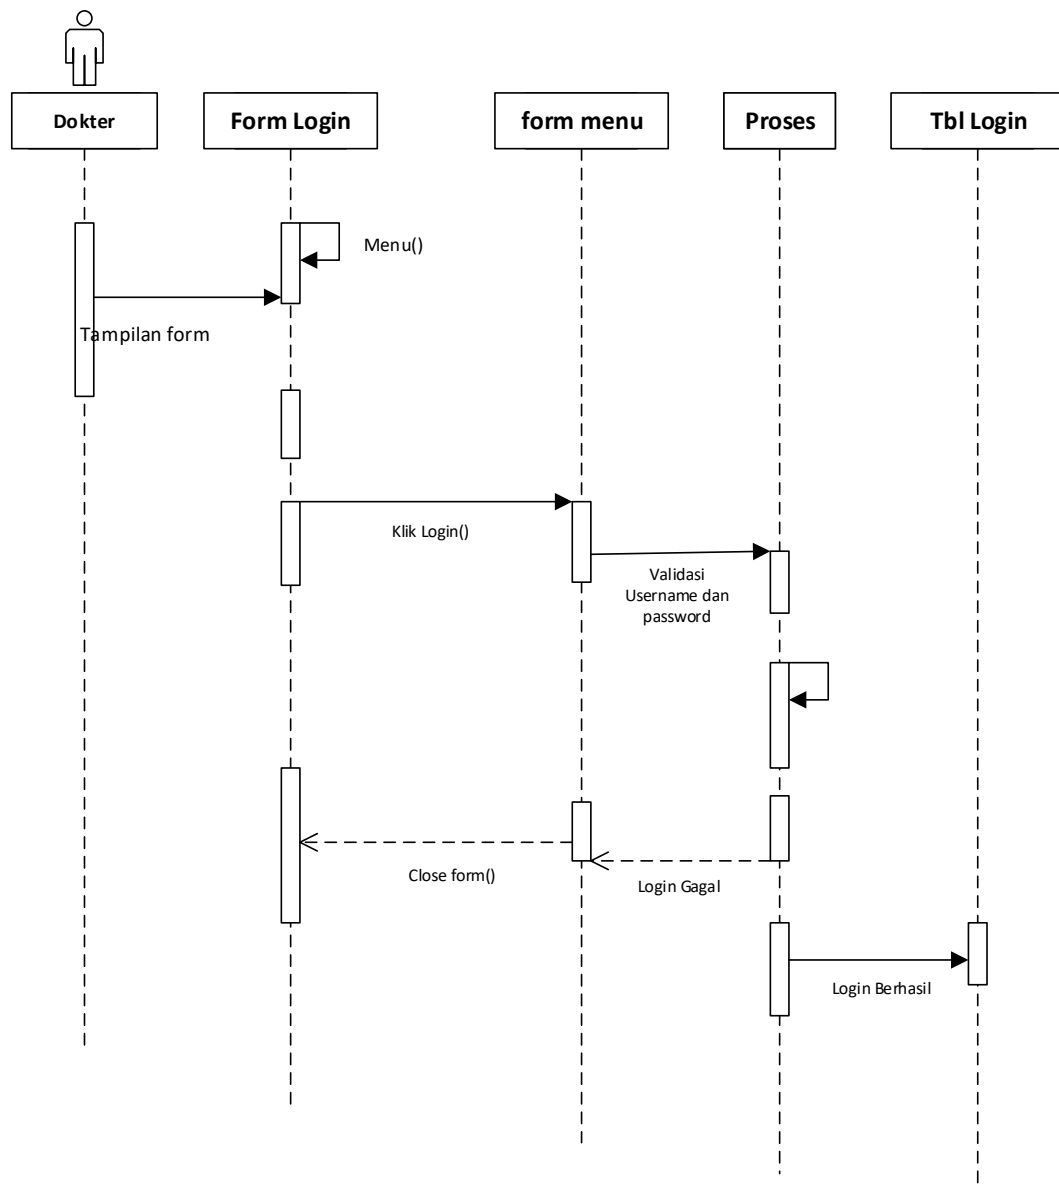 Dokter
Form Login
form menu
Proses
Tbl Login
Menu()
Tampilan form
Klik Login()
Validasi
Username dan
password
Close form()
Login Gagal
Login Berhasil